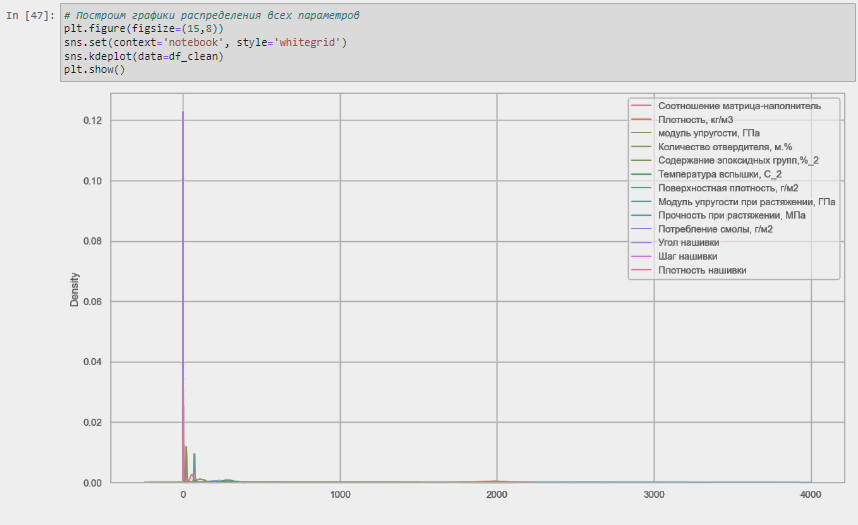 In [47]:
# Построим графики распределения всех параметров
plt.figure(figsize=(15,8))
sns.set(context='notebook', style='whitegrid')
sns.kdeplot(data=df_clean)
plt.show()
Соотношение матрица-наполнитель
Плотность, кг/м3
модуль упругости, ГПа
Количество отвердителя, м.%
Содержание эпоксидных групп,%_2
Температура вспышки, С_2
Поверхностная плотность, г/м2
Модуль упругости при растяжении, ГПа
Прочность при растяжении, МПа
Потребление смолы, г/м2
Угол нашивки
Шаг нашивки
Плотность нашивки
0.12
0.10
0.08
0.06
0.04
0.02
0.00
Density
0
1000
2000
3000
4000